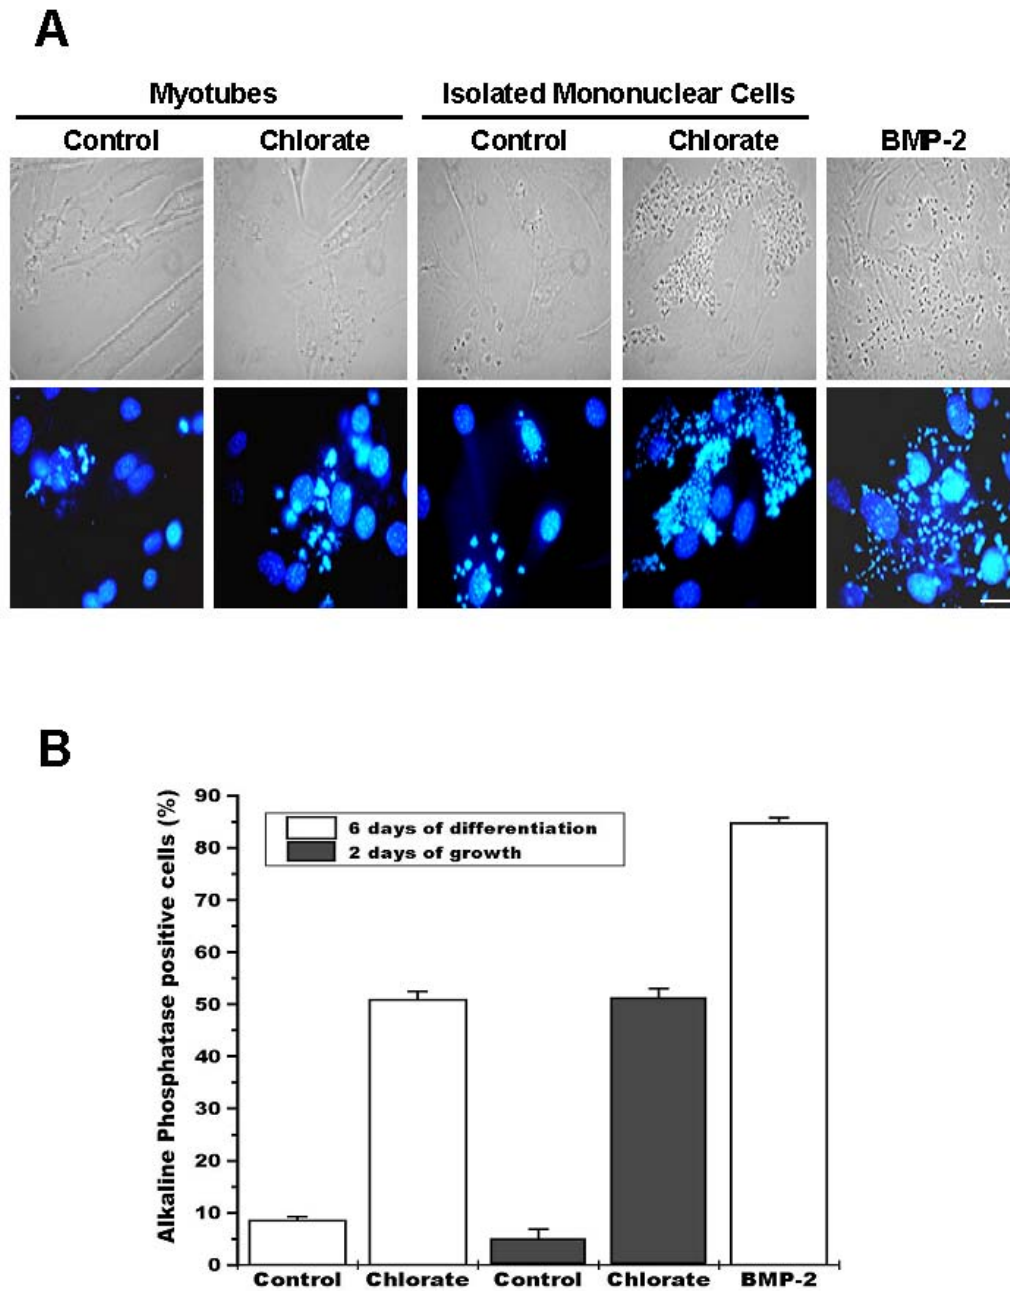 A
Myotubes Isolated Mononuclear Cells
Control Chlorate Control Chlorate BMP-2
B
Alkaline Phosphatase positive cells (%)
90
80
70
60
50
40
30
20
10
0
6 days of differentiation
2 days of growth
Control Chlorate Control Chlorate BMP-2